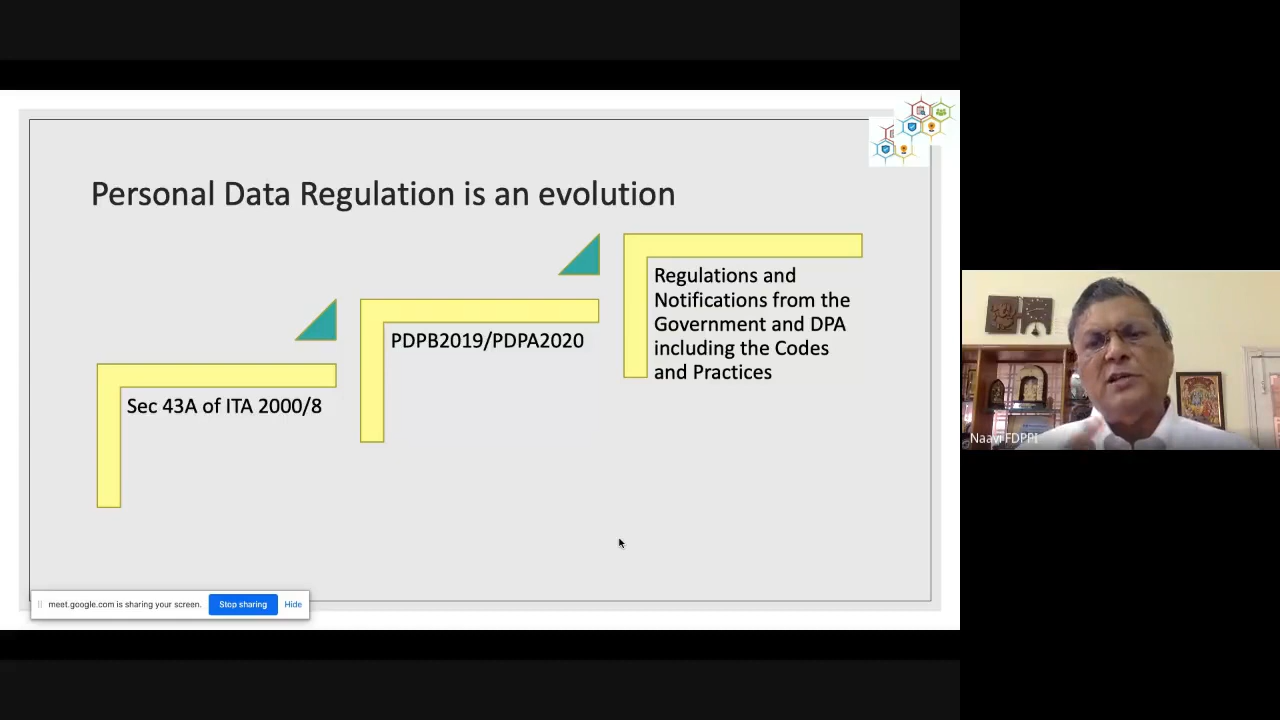 Personal Data Regulation is an evolution
Sec 43A of ITA 2000/8
PDPB2019/PDPA2020
Regulations and
Notifications from the
Government and DPA
including the Codes
and Practices
meet.google.com is sharing your screen.
Stop sharing
Hide
Naavi FDPPI